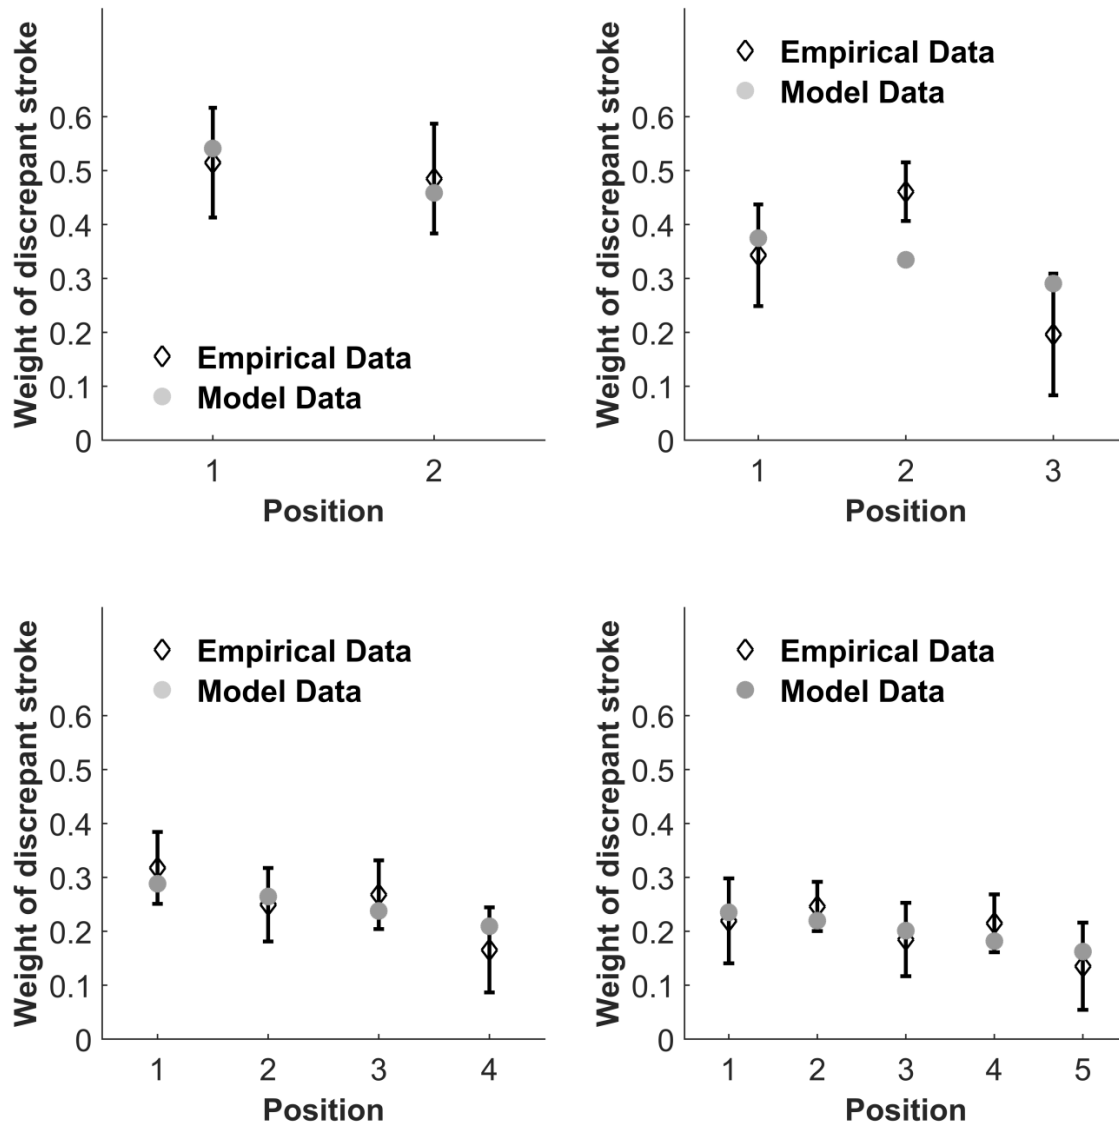 Weight of discrepant stroke
0.6
0.5
0.4
0.3
0.2
0.1
0
Empirical Data
Model Data
1 2
Position
Weight of discrepant stroke
Empirical Data
Model Data
0.6
0.5
0.4
0.3
0.2
0.1
0
1 2 3
Position
Weight of discrepant stroke
Empirical Data
Model Data
0.6
0.5
0.4
0.3
0.2
0.1
0
1 2 3 4
Position
Weight of discrepant stroke
Empirical Data
Model Data
0.6
0.5
0.4
0.3
0.2
0.1
0
1 2 3 4 5
Position